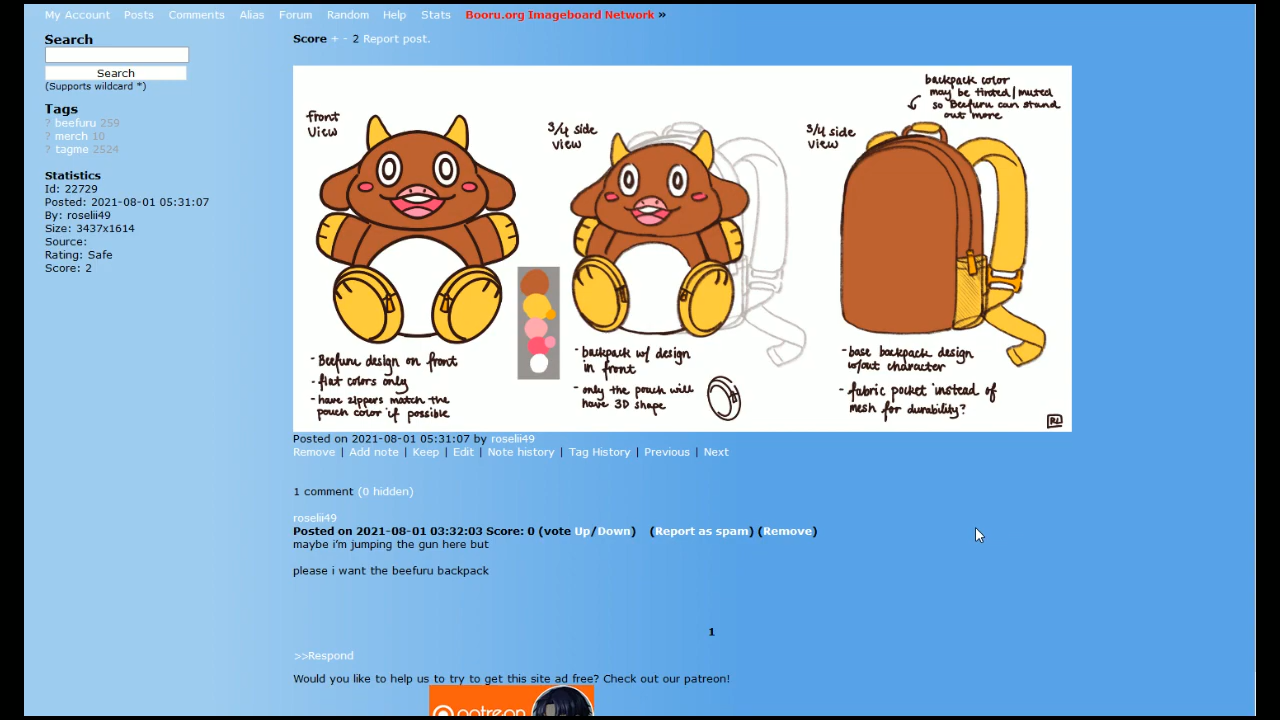 My Account Posts Comments Alias Forum Random Help Stats Booru.org Imageboard Network »
Search
Search
(Supports wildcard *)
Tags
? beefuru 259
? merch 10
? tagme 2524
Statistics
Id: 22729
Posted: 2021-08-01 05:31:07
By: roselii49
Size: 3437x1614
Source:
Rating: Safe
Score: 2
Score + - 2 Report post.
front
view
3/4 side
view
3/4 side
view
backpack color
may be tinted/muted
so Beefuru can stand
out more
- Beefuru design on front
- flat colors only
- have zippers match the
pouch color if possible
- backpack w/ design
in front
- only the pouch will
have 3D shape
- base backpack design
w/out character
- fabric pocket instead of
mesh for durability?
RL
Posted on 2021-08-01 05:31:07 by roselii49
Remove | Add note | Keep | Edit | Note history | Tag History | Previous | Next
1 comment (0 hidden)
roselii49
Posted on 2021-08-01 03:32:03 Score: 0 (vote Up/Down) (Report as spam) (Remove)
maybe i'm jumping the gun here but
please i want the beefuru backpack
1
>>Respond
Would you like to help us to try to get this site ad free? Check out our patreon!
patreon